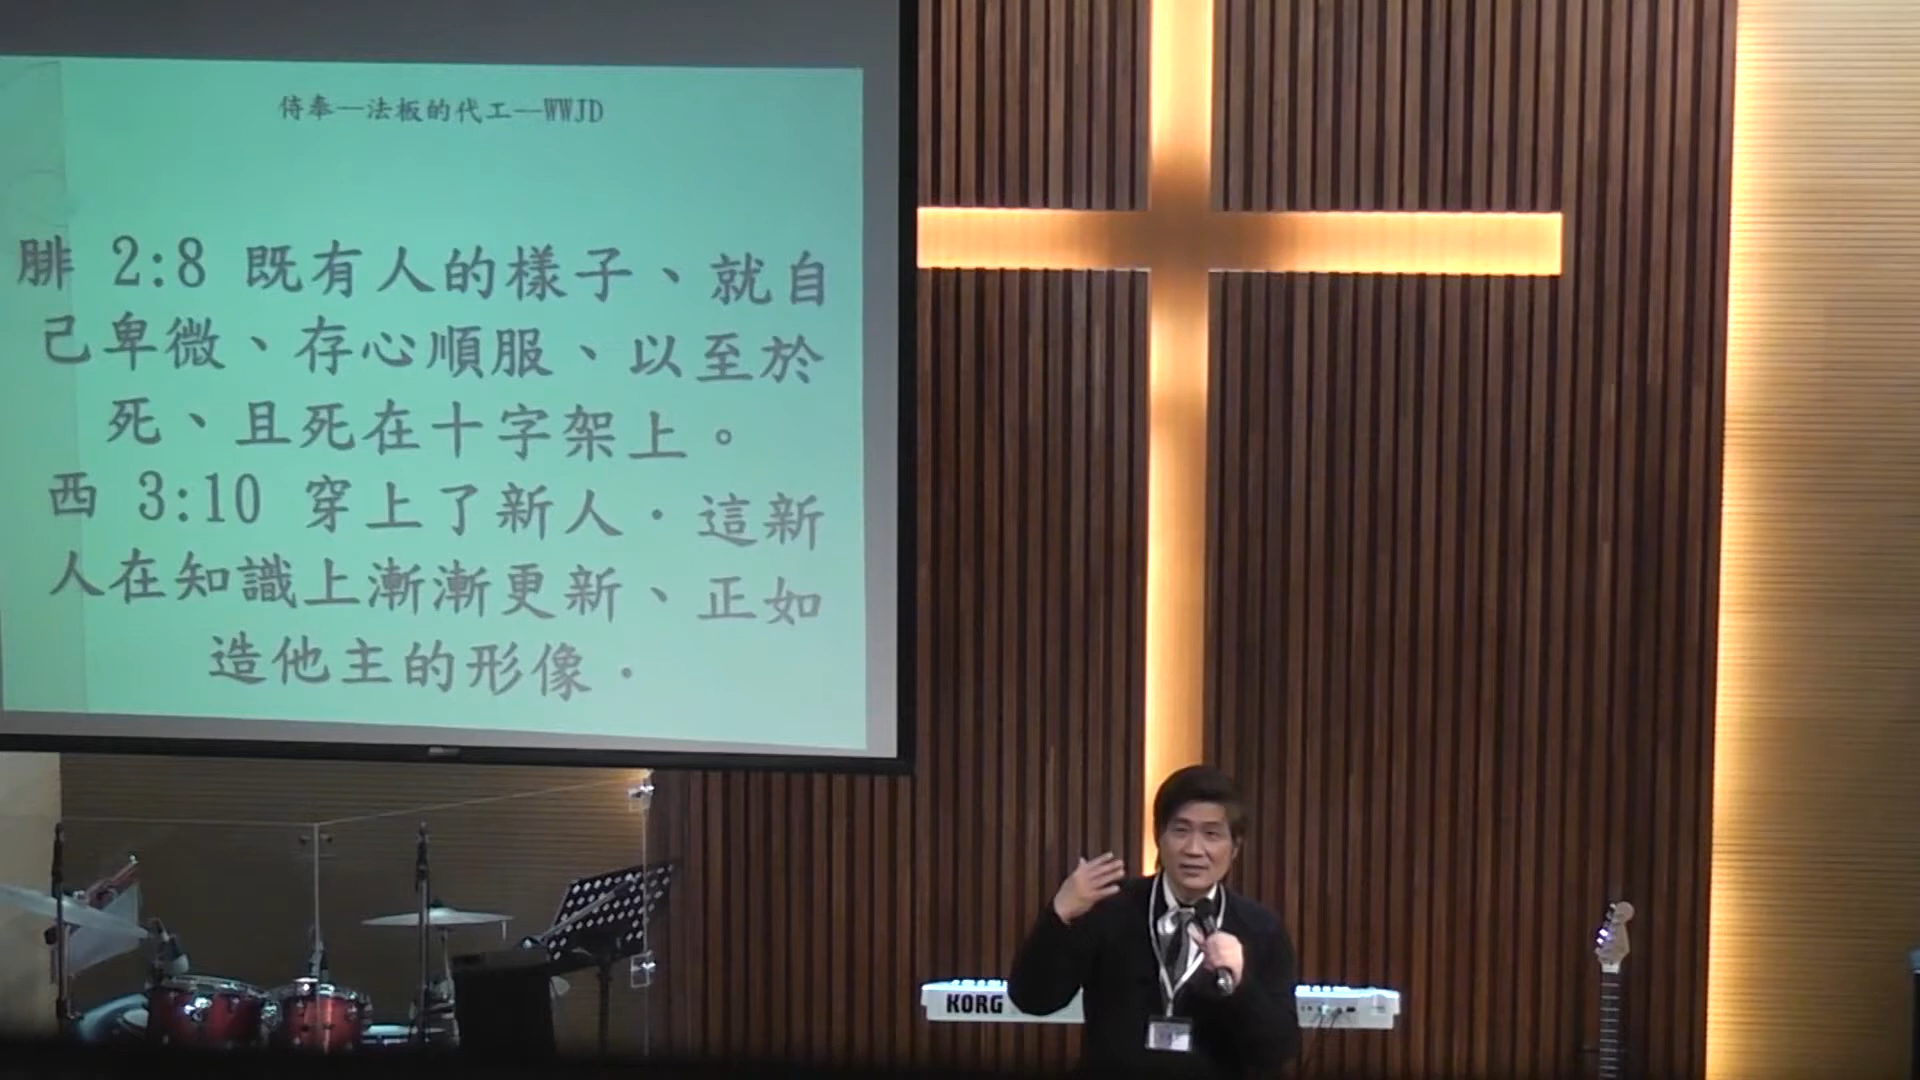 侍奉—法板的代工—WWJD
腓 2:8 既有人的樣子、就自
己卑微、存心順服、以至於
死、且死在十字架上。
西 3:10 穿上了新人．這新
人在知識上漸漸更新、正如
造他主的形像．
KORG